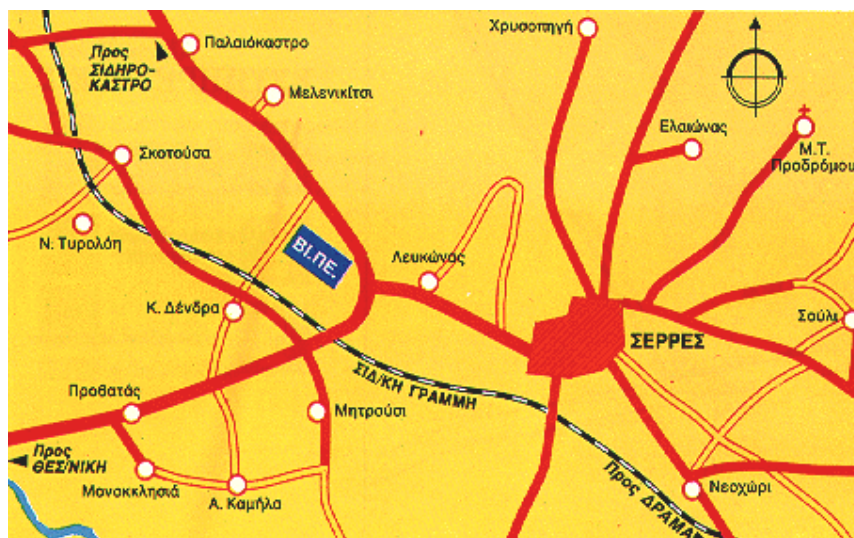 Χρυσοπηγή
Προς
ΣΙΔΗΡΟ-
ΚΑΣΤΡΟ
Παλαιόκαστρο
Μελενικίτσι
Ελαιώνας
Μ.Τ.
Προδρόμου
Σκοτούσα
Ν. Τυρολόη
ΒΙ.ΠΕ.
Λευκώνας
Κ. Δένδρα
Σούλι
ΣΕΡΡΕΣ
ΣΙΔ/ΚΗ ΓΡΑΜΜΗ
Προβατάς
Μητρούσι
Προς
ΘΕΣ/ΝΙΚΗ
Μονοκκλησιά
Α. Καμήλα
Προς ΔΡΑΜΑ
Νεοχώρι